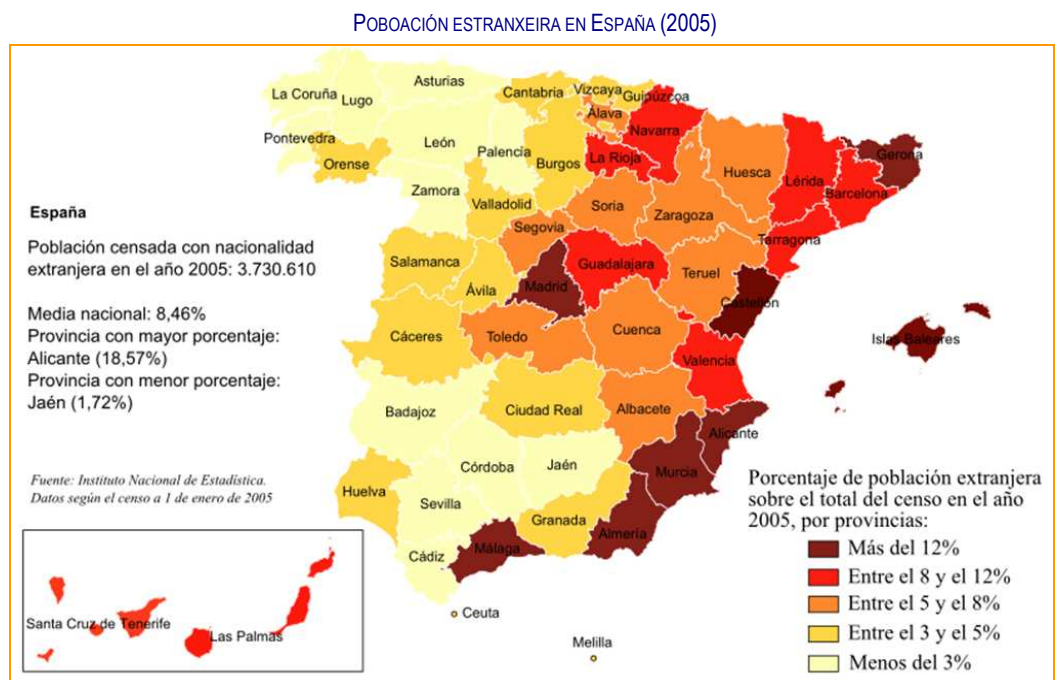 POBOACIÓN ESTRANXEIRA EN ESPAÑA (2005)
La Coruña
Lugo
Asturias
Cantabria
Vizcaya
Guipúzcoa
Álava
Navarra
Pontevedra
Orense
León
Palencia
Burgos
La Rioja
Huesca
Lérida
Gerona
Barcelona
Zamora
Valladolid
Soria
Zaragoza
Segovia
Tarragona
Salamanca
Ávila
Madrid
Guadalajara
Teruel
Castellón
Cáceres
Toledo
Cuenca
Valencia
Islas Baleares
Badajoz
Ciudad Real
Albacete
Alicante
Córdoba
Jaén
Murcia
Huelva
Sevilla
Granada
Almería
Cádiz
Málaga
Ceuta
Melilla
España
Población censada con nacionalidad
extranjera en el año 2005: 3.730.610
Media nacional: 8,46%
Provincia con mayor porcentaje:
Alicante (18,57%)
Provincia con menor porcentaje:
Jaén (1,72%)
Fuente: Instituto Nacional de Estadística.
Datos según el censo a 1 de enero de 2005
Santa Cruz de Tenerife
Las Palmas
Porcentaje de población extranjera
sobre el total del censo en el año
2005, por provincias:
Más del 12%
Entre el 8 y el 12%
Entre el 5 y el 8%
Entre el 3 y el 5%
Menos del 3%